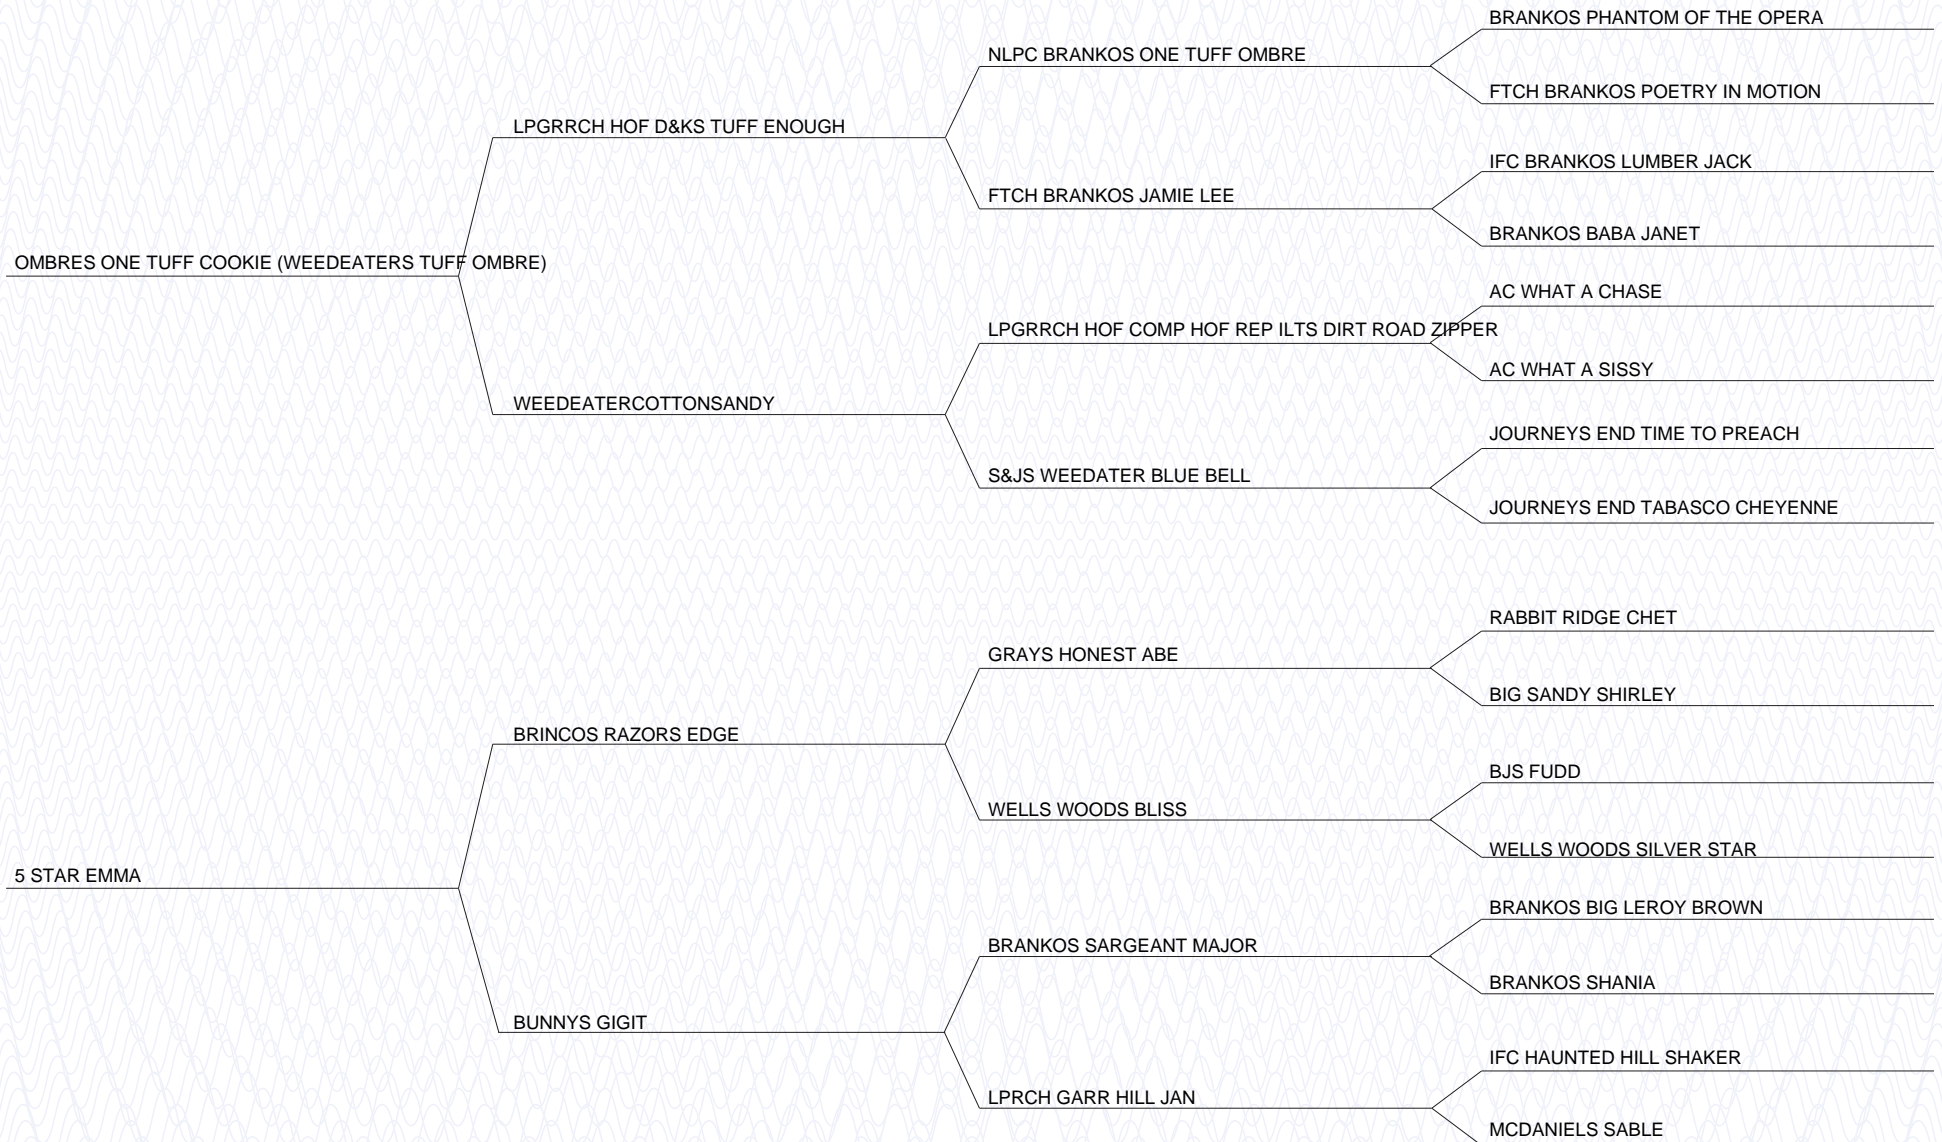 BRANKOS PHANTOM OF THE OPERA
NLPC BRANKOS ONE TUFF OMBRE
FTCH BRANKOS POETRY IN MOTION
LPGRRCH HOF D&KS TUFF ENOUGH
IFC BRANKOS LUMBER JACK
FTCH BRANKOS JAMIE LEE
BRANKOS BABA JANET
OMBRES ONE TUFF COOKIE (WEEDEATERS TUFF OMBRE)
AC WHAT A CHASE
LPGRRCH HOF COMP HOF REP ILTS DIRT ROAD ZIPPER
AC WHAT A SISSY
WEEDEATERCOTTONSANDY
JOURNEYS END TIME TO PREACH
S&JS WEEDATER BLUE BELL
JOURNEYS END TABASCO CHEYENNE
RABBIT RIDGE CHET
GRAYS HONEST ABE
BIG SANDY SHIRLEY
BRINCOS RAZORS EDGE
BJS FUDD
WELLS WOODS BLISS
WELLS WOODS SILVER STAR
5 STAR EMMA
BRANKOS BIG LEROY BROWN
BRANKOS SARGEANT MAJOR
BRANKOS SHANIA
BUNNYS GIGIT
IFC HAUNTED HILL SHAKER
LPRCH GARR HILL JAN
MCDANIELS SABLE